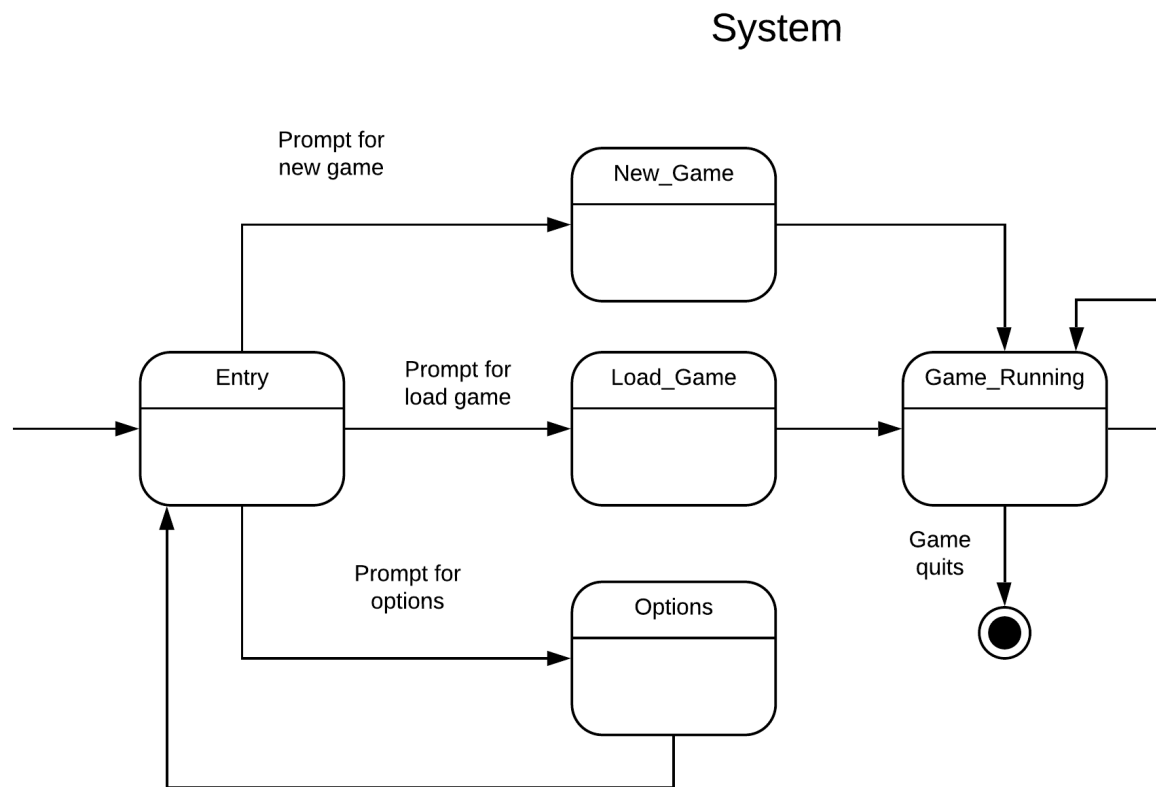 System
Prompt for
new game
New_Game
Entry
Prompt for
load game
Load_Game
Game_Running
Game
quits
Prompt for
options
Options